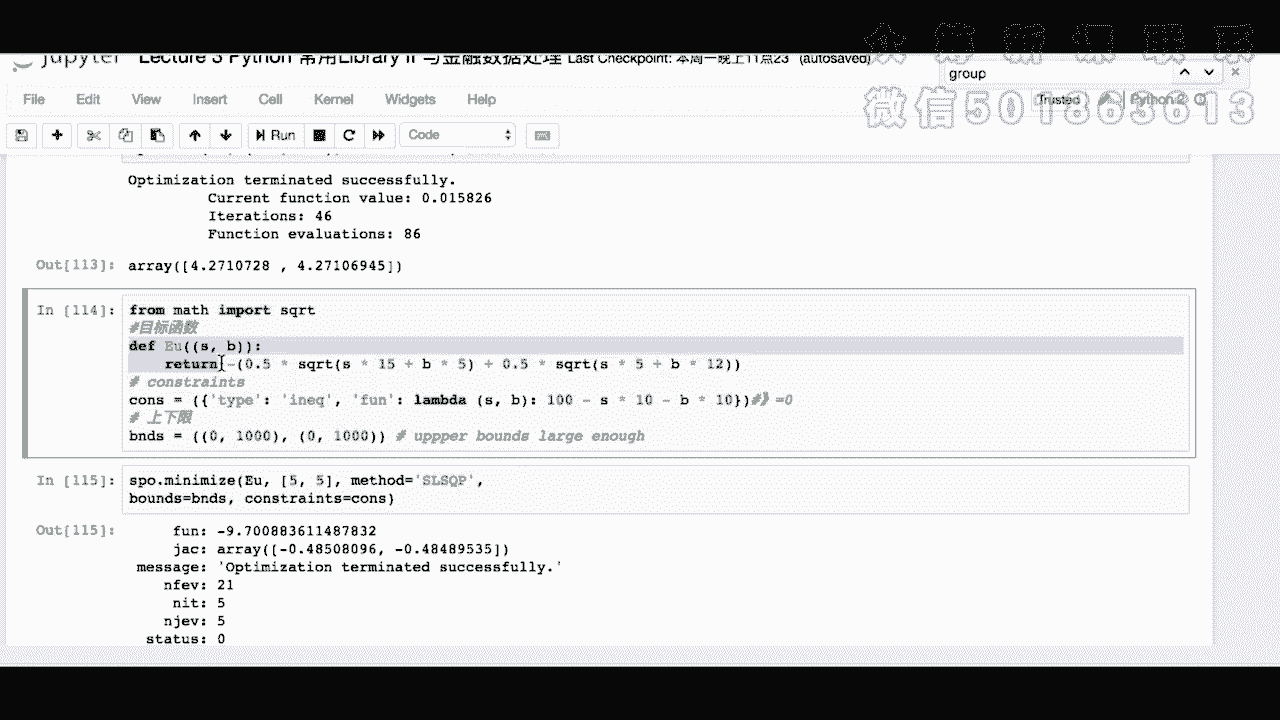 众筹新课联系
jupyter Lecture 3 Python 常用Library II 与金融数据处理 Last Checkpoint: 本周一晚上11点23 (autosaved)
group
微信501863613
File Edit View Insert Cell Kernel Widgets Help
Trusted Python 2
Run
Code
Optimization terminated successfully.
Current function value: 0.015826
Iterations: 46
Function evaluations: 86
Out[113]: array([4.2710728 , 4.27106945])
In [114]: from math import sqrt
#目标函数
def Eu((s, b)):
return -(0.5 * sqrt(s * 15 + b * 5) + 0.5 * sqrt(s * 5 + b * 12))
# constraints
cons = ({'type': 'ineq', 'fun': lambda (s, b): 100 - s * 10 - b * 10})#》=0
# 上下限
bnds = ((0, 1000), (0, 1000)) # uppper bounds large enough
In [115]: spo.minimize(Eu, [5, 5], method='SLSQP',
bounds=bnds, constraints=cons)
Out[115]: fun: -9.700883611487832
jac: array([-0.48508096, -0.48489535])
message: 'Optimization terminated successfully.'
nfev: 21
nit: 5
njev: 5
status: 0